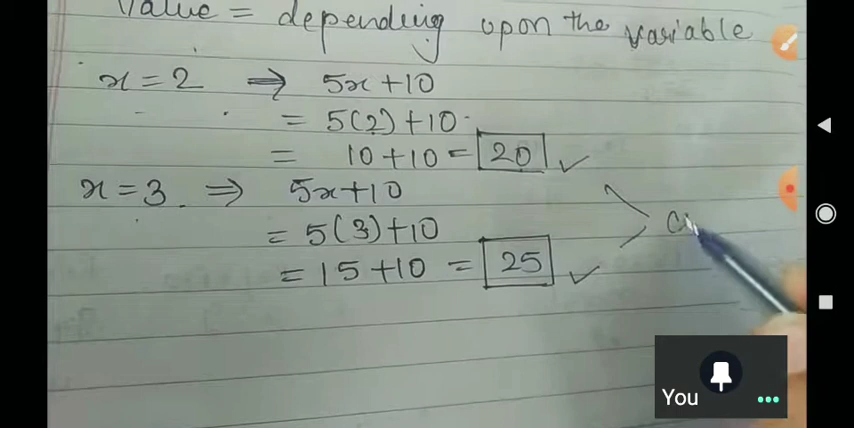 Value = depending upon the variable
x = 2 ⇒ 5x + 10
= 5(2) + 10
= 10 + 10 = 20 ✓
x = 3 ⇒ 5x + 10
= 5(3) + 10
= 15 + 10 = 25 ✓
You